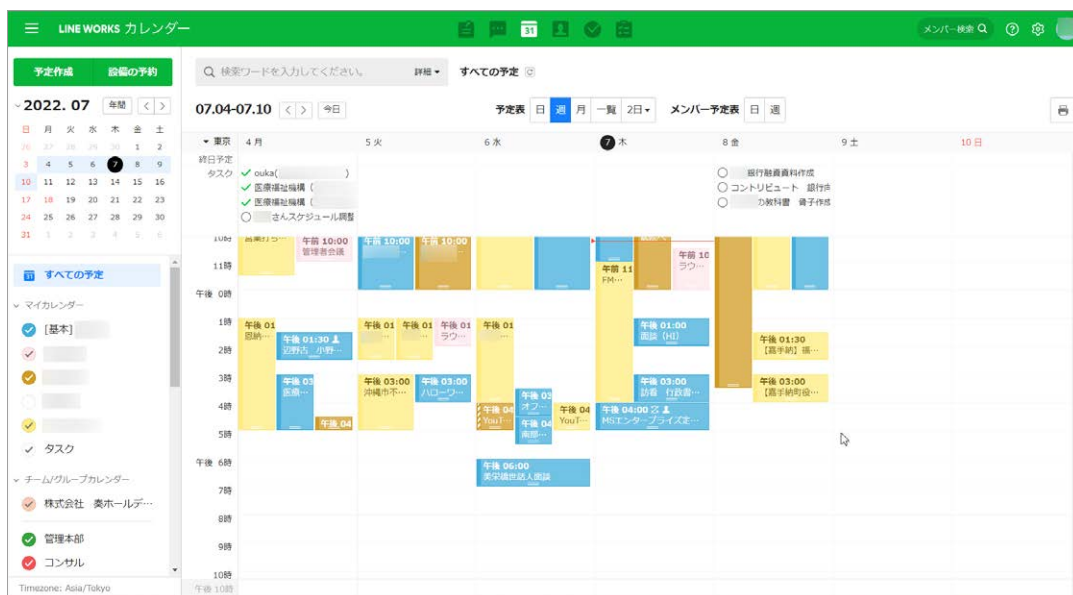 LINE WORKS カレンダー
メンバー検索
予定作成 設備の予約
検索ワードを入力してください。 詳細 すべての予定
2022. 07 年間 < >
07.04-07.10 < > 今日 予定表 日 週 月 一覧 2日 メンバー予定表 日 週
日 月 火 水 木 金 土
26 27 28 29 30 1 2
3 4 5 6 7 8 9
10 11 12 13 14 15 16
17 18 19 20 21 22 23
24 25 26 27 28 29 30
31 1 2 3 4 5 6
すべての予定
マイカレンダー
[基本]
タスク
チーム/グループカレンダー
株式会社 奏ホールデ…
管理本部
コンサル
Timezone: Asia/Tokyo
東京 4 月 5 火 6 水 7 木 8 金 9 土 10 日
終日予定
タスク
ouka( )
医療福祉機構 (
医療福祉機構 (
さんスケジュール調整
銀行融資資料作成
コントリビュート 銀行向
の教科書 骨子作成
10時
午前 10:00
管理者会議
午前 10:00
午前 10:00
11時
午前 11
FM…
午前 10
ラウ…
午後 0時
1時
午後 01
恩納…
午後 01:30
辺野古 小野…
午後 01
午後 01
午後 01
ラウ…
午後 01
午後 01:00
面談 (HI)
午後 01:30
【嘉手納】張…
2時
3時
午後 03
医療…
午後 03:00
沖縄市不…
午後 03:00
ハローワ…
午後 03
オフ…
午後 03:00
訪看 行政書…
午後 03:00
【嘉手納町役…
4時
午後 04
午後 04
YouT…
午後 04
南部…
午後 04
YouT…
午後 04:00
MSエンタープライズ定…
5時
午後 6時
午後 06:00
美栄橋世話人面談
7時
8時
9時
10時
午後 10時